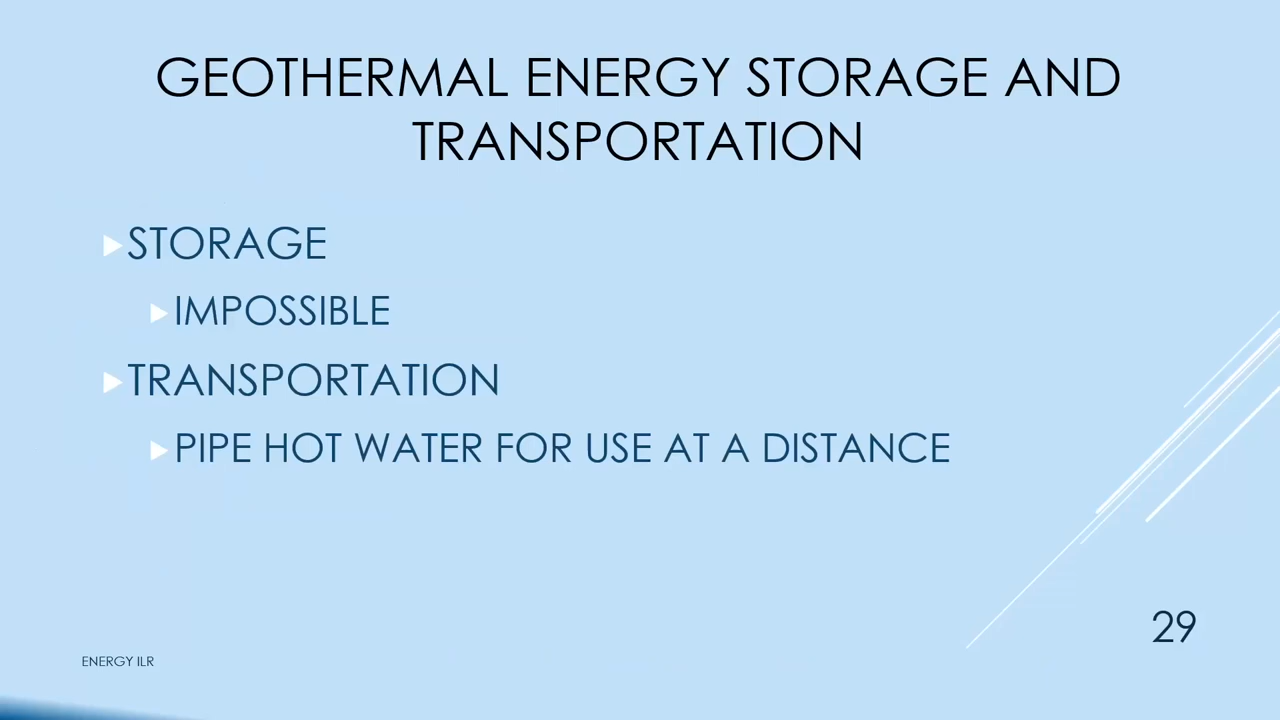 GEOTHERMAL ENERGY STORAGE AND
TRANSPORTATION
STORAGE
IMPOSSIBLE
TRANSPORTATION
PIPE HOT WATER FOR USE AT A DISTANCE
29
ENERGY ILR